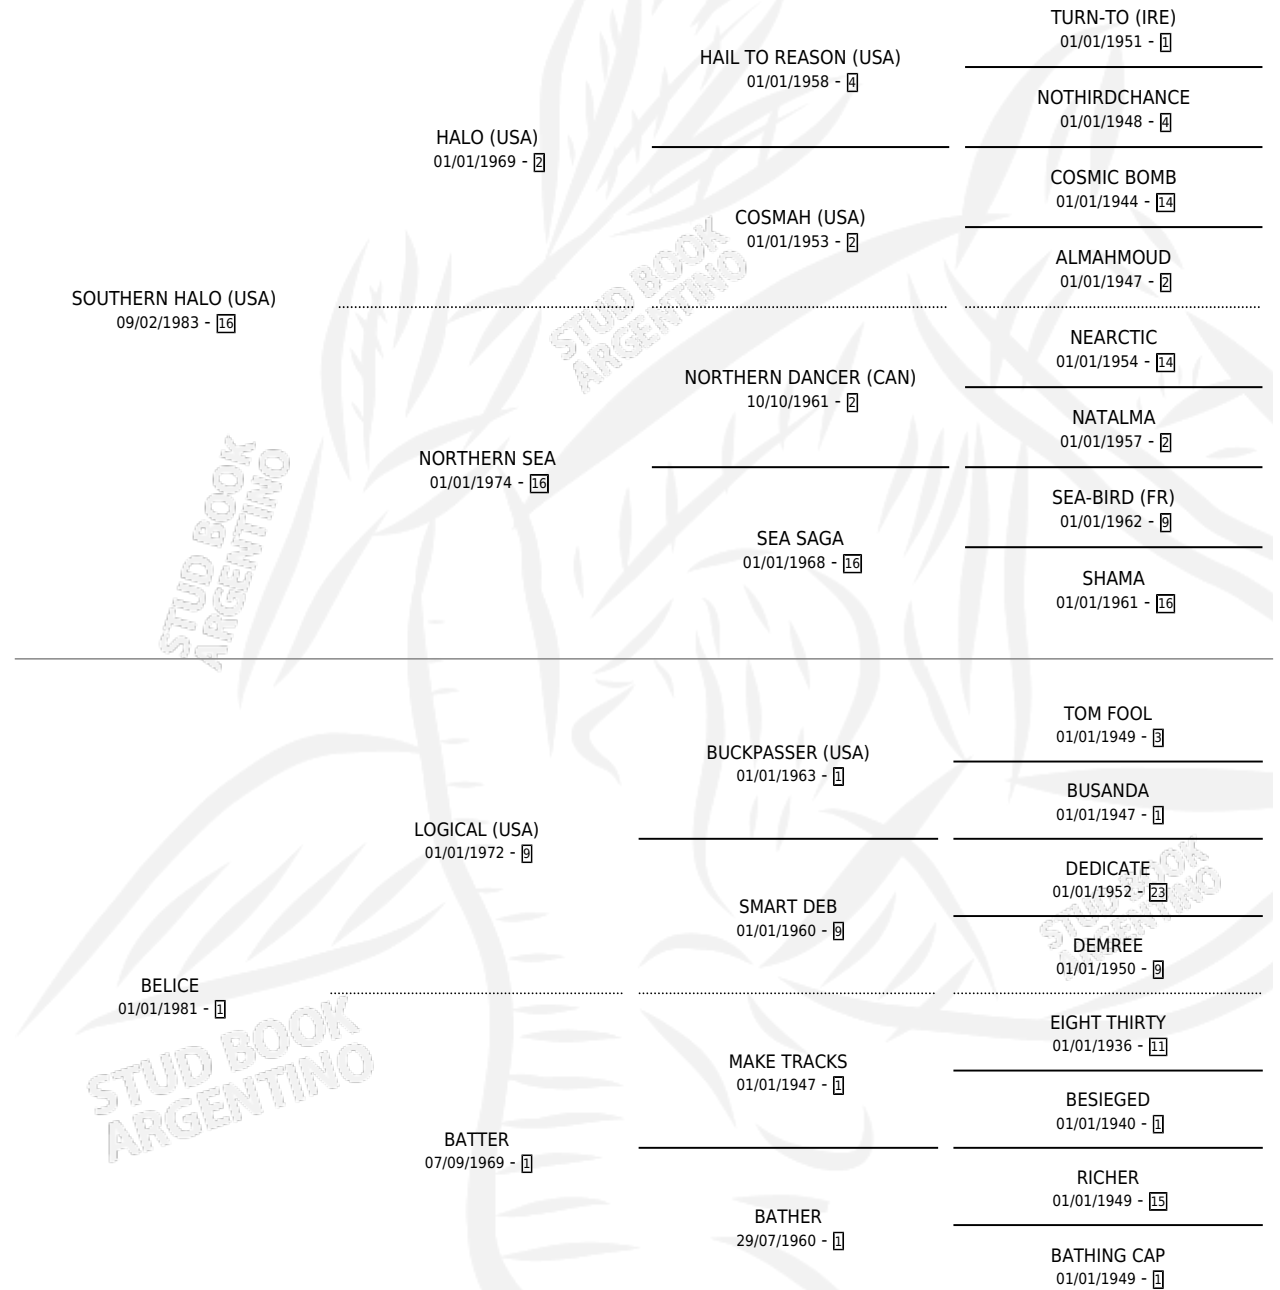 TURN-TO (IRE)
01/01/1951 - 1
HAIL TO REASON (USA)
01/01/1958 - 4
NOTHIRDCHANCE
01/01/1948 - 4
HALO (USA)
01/01/1969 - 2
COSMIC BOMB
01/01/1944 - 14
COSMAH (USA)
01/01/1953 - 2
ALMAHMOUD
01/01/1947 - 2
SOUTHERN HALO (USA)
09/02/1983 - 16
STUD BOOK
ARGENTINO
NEARCTIC
01/01/1954 - 14
NORTHERN DANCER (CAN)
10/10/1961 - 2
NATALMA
01/01/1957 - 2
NORTHERN SEA
01/01/1974 - 16
SEA-BIRD (FR)
01/01/1962 - 9
SEA SAGA
01/01/1968 - 16
SHAMA
01/01/1961 - 16
STUD BOOK
ARGENTINO
TOM FOOL
01/01/1949 - 3
BUCKPASSER (USA)
01/01/1963 - 1
BUSANDA
01/01/1947 - 1
LOGICAL (USA)
01/01/1972 - 9
DEDICATE
01/01/1952 - 23
SMART DEB
01/01/1960 - 9
DEMREE
01/01/1950 - 9
STUD BOOK
ARGENTINO
BELICE
01/01/1981 - 1
EIGHT THIRTY
01/01/1936 - 11
MAKE TRACKS
01/01/1947 - 1
BESIEGED
01/01/1940 - 1
STUD BOOK
ARGENTINO
BATTER
07/09/1969 - 1
RICHER
01/01/1949 - 15
BATHER
29/07/1960 - 1
BATHING CAP
01/01/1949 - 1